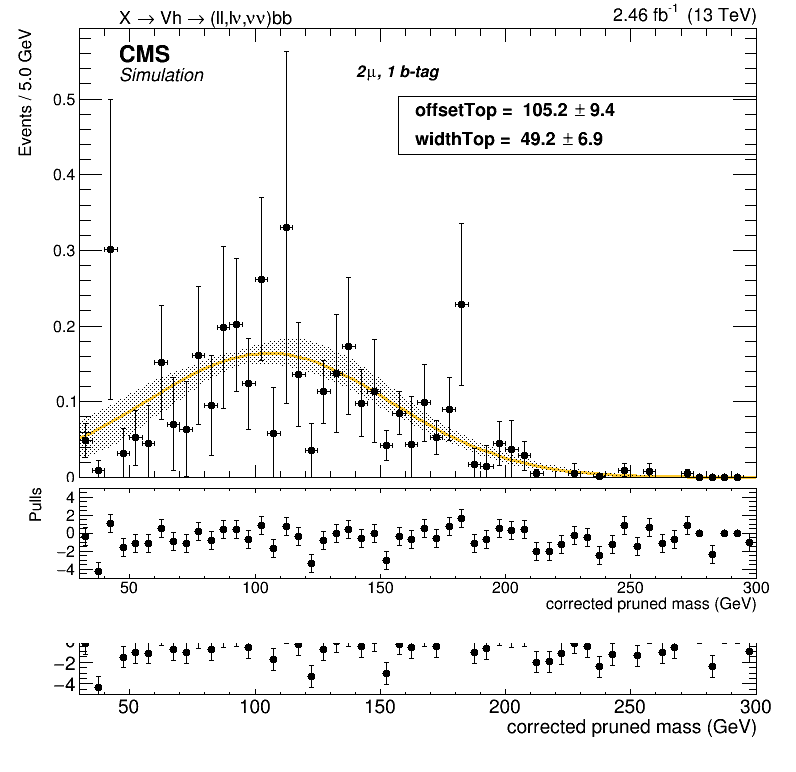 X → Vh → (ll,lν,νν)bb 2.46 fb⁻¹ (13 TeV)
CMS
Simulation
2μ, 1 b-tag
offsetTop = 105.2 ± 9.4
widthTop = 49.2 ± 6.9
Events / 5.0 GeV
0.5
0.4
0.3
0.2
0.1
0
Pulls
4
2
0
−2
−4
50 100 150 200 250 300
corrected pruned mass (GeV)
0
−2
−4
50 100 150 200 250 300
corrected pruned mass (GeV)